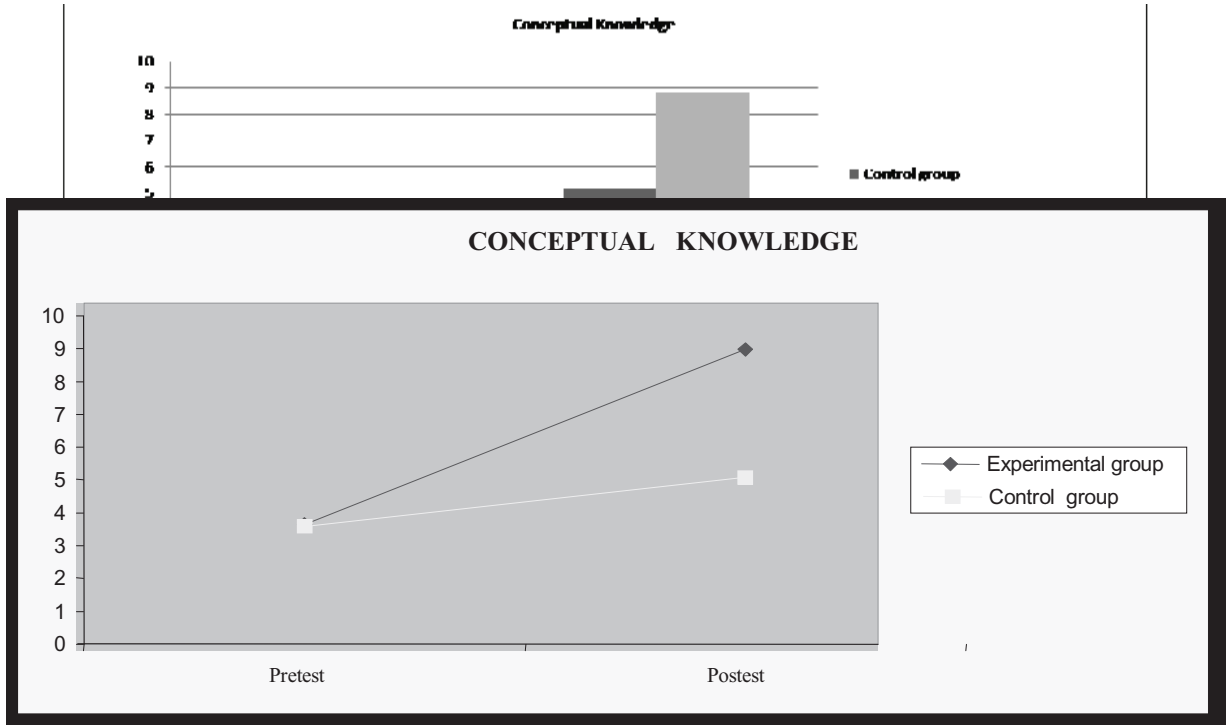 Conceptual Knowledge
10
9
8
7
6
5
Control group
CONCEPTUAL KNOWLEDGE
10
9
8
7
6
5
4
3
2
1
0
Experimental group
Control group
Pretest
Postest